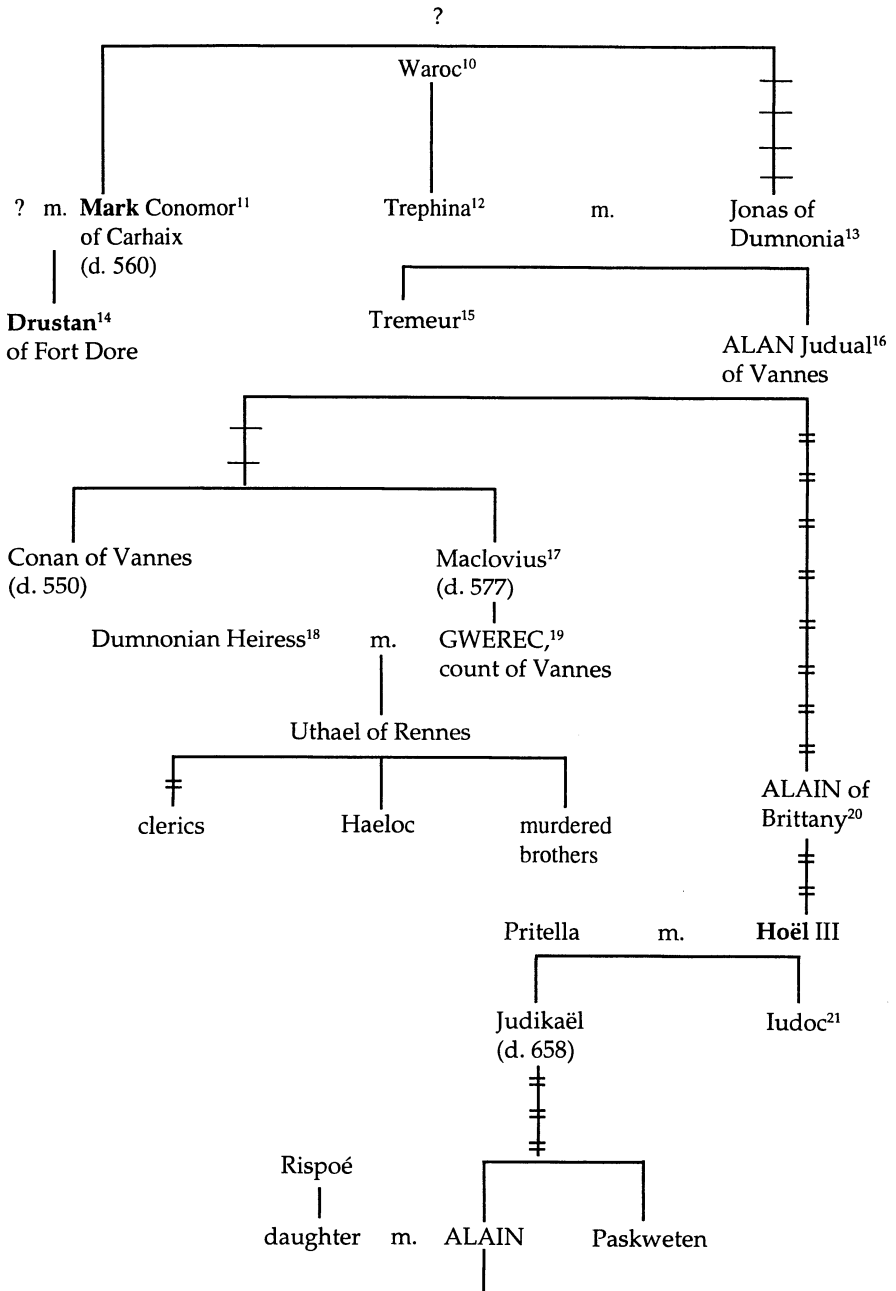 ?
Waroc¹⁰
? m. Mark Conomor¹¹ of Carhaix (d. 560)
Trephina¹² m. Jonas of Dumnonia¹³
Drustan¹⁴
of Fort Dore
Tremeur¹⁵
ALAN Judual¹⁶
of Vannes
Conan of Vannes
(d. 550)
Maclovius¹⁷
(d. 577)
Dumnonian Heiress¹⁸ m. GWEREC,¹⁹
count of Vannes
Uthael of Rennes
clerics
Haeloc
murdered
brothers
ALAIN of
Brittany²⁰
Pritella m. Hoël III
Judikaël
(d. 658)
Iudoc²¹
Rispoé
daughter m. ALAIN
Paskweten